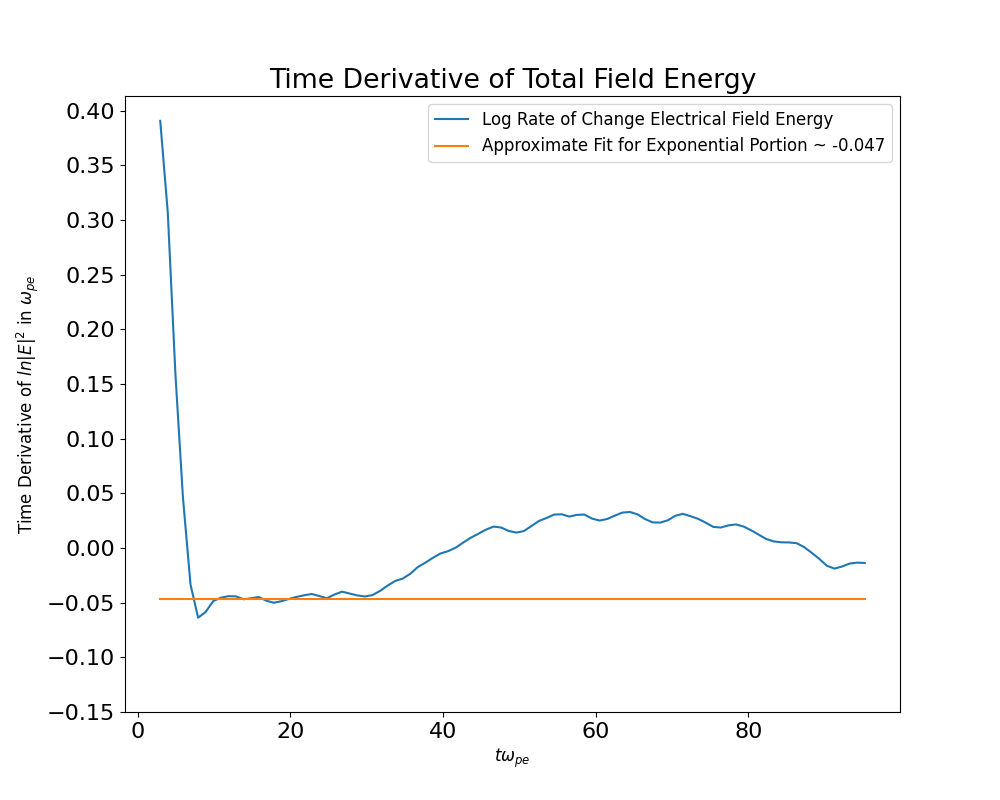 Time Derivative of Total Field Energy
Log Rate of Change Electrical Field Energy
Approximate Fit for Exponential Portion ~ -0.047
Time Derivative of ln|E|² in ωpe
0.40
0.35
0.30
0.25
0.20
0.15
0.10
0.05
0.00
−0.05
−0.10
−0.15
0 20 40 60 80
tωpe